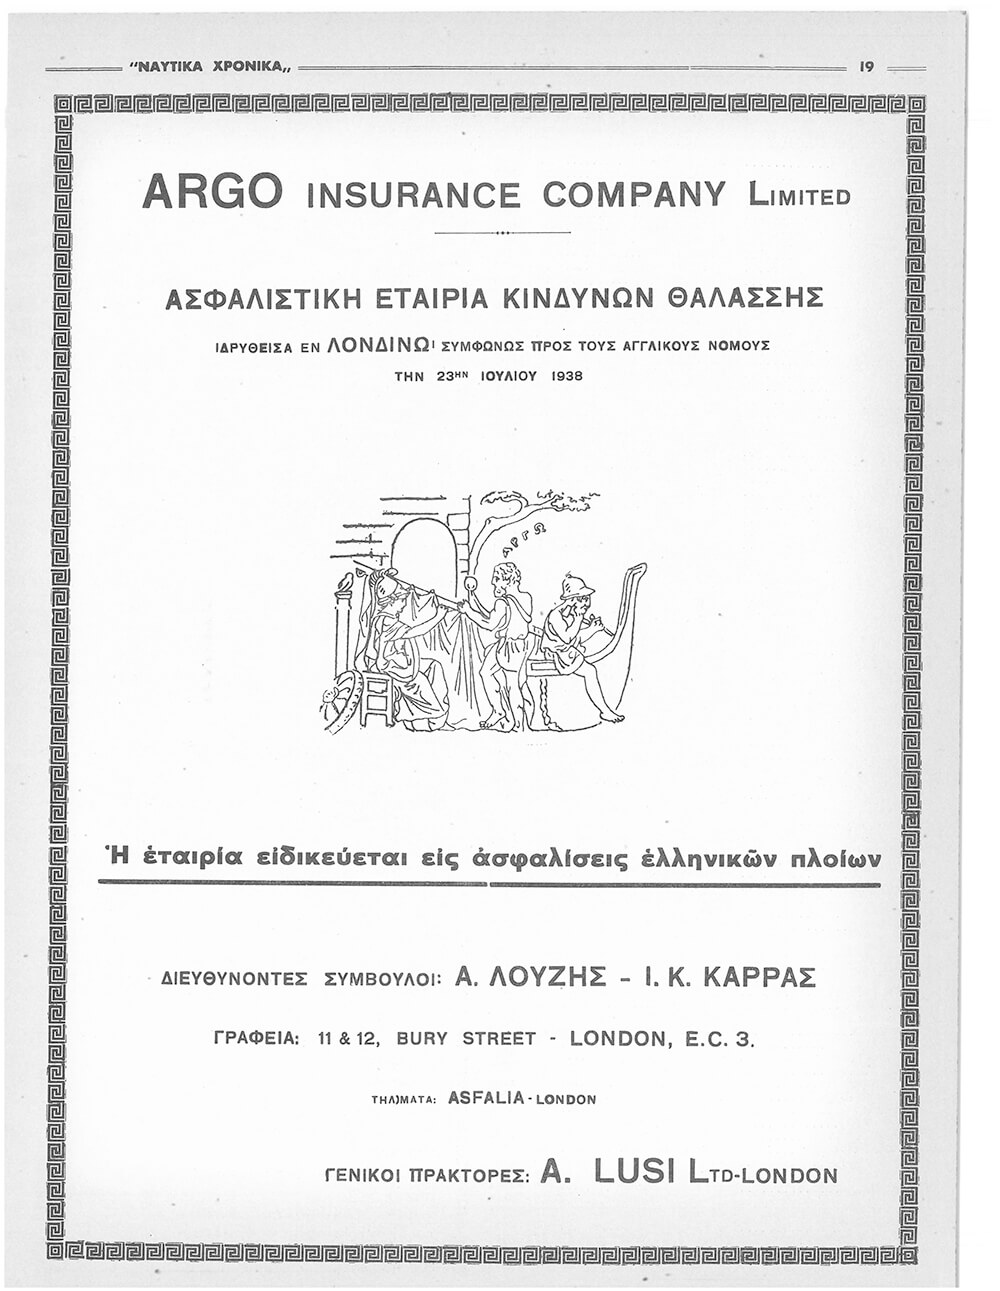 "ΝΑΥΤΙΚΑ ΧΡΟΝΙΚΑ,, 19
ARGO INSURANCE COMPANY LIMITED
ΑΣΦΑΛΙΣΤΙΚΗ ΕΤΑΙΡΙΑ ΚΙΝΔΥΝΩΝ ΘΑΛΑΣΣΗΣ
ΙΔΡΥΘΕΙΣΑ ΕΝ ΛΟΝΔΙΝΩι ΣΥΜΦΩΝΩΣ ΠΡΟΣ ΤΟΥΣ ΑΓΓΛΙΚΟΥΣ ΝΟΜΟΥΣ
ΤΗΝ 23ΗΝ ΙΟΥΛΙΟΥ 1938
ΑΡΓΩ
Ἡ ἑταιρία εἰδικεύεται εἰς ἀσφαλίσεις ἑλληνικῶν πλοίων
ΔΙΕΥΘΥΝΟΝΤΕΣ ΣΥΜΒΟΥΛΟΙ: Α. ΛΟΥΖΗΣ - Ι. Κ. ΚΑΡΡΑΣ
ΓΡΑΦΕΙΑ: 11 & 12, BURY STREET - LONDON, E.C. 3.
ΤΗΛ)ΜΑΤΑ: ASFALIA - LONDON
ΓΕΝΙΚΟΙ ΠΡΑΚΤΟΡΕΣ: A. LUSI LTD-LONDON